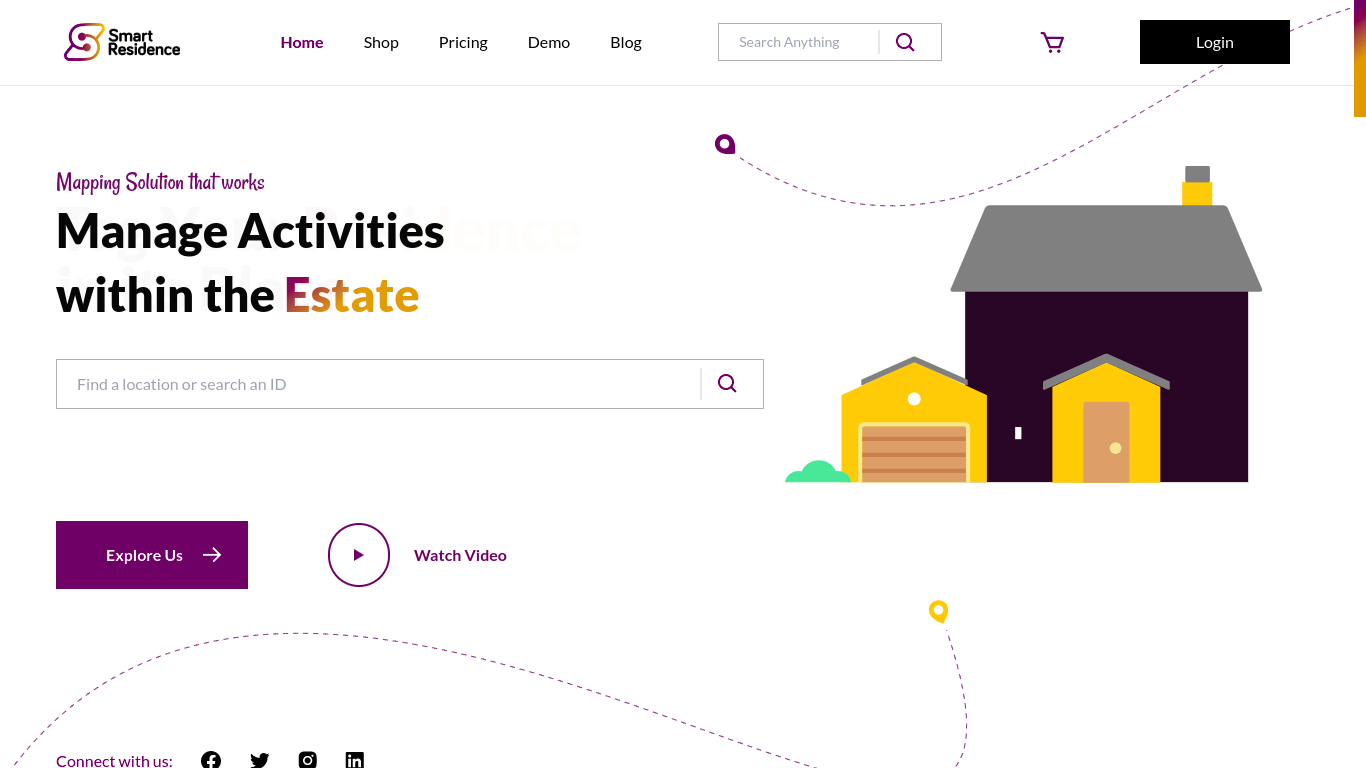 Smart
Residence
Home Shop Pricing Demo Blog
Search Anything
Login
Mapping Solution that works
Manage Activities
within the Estate
Find a location or search an ID
Explore Us
Watch Video
Connect with us: